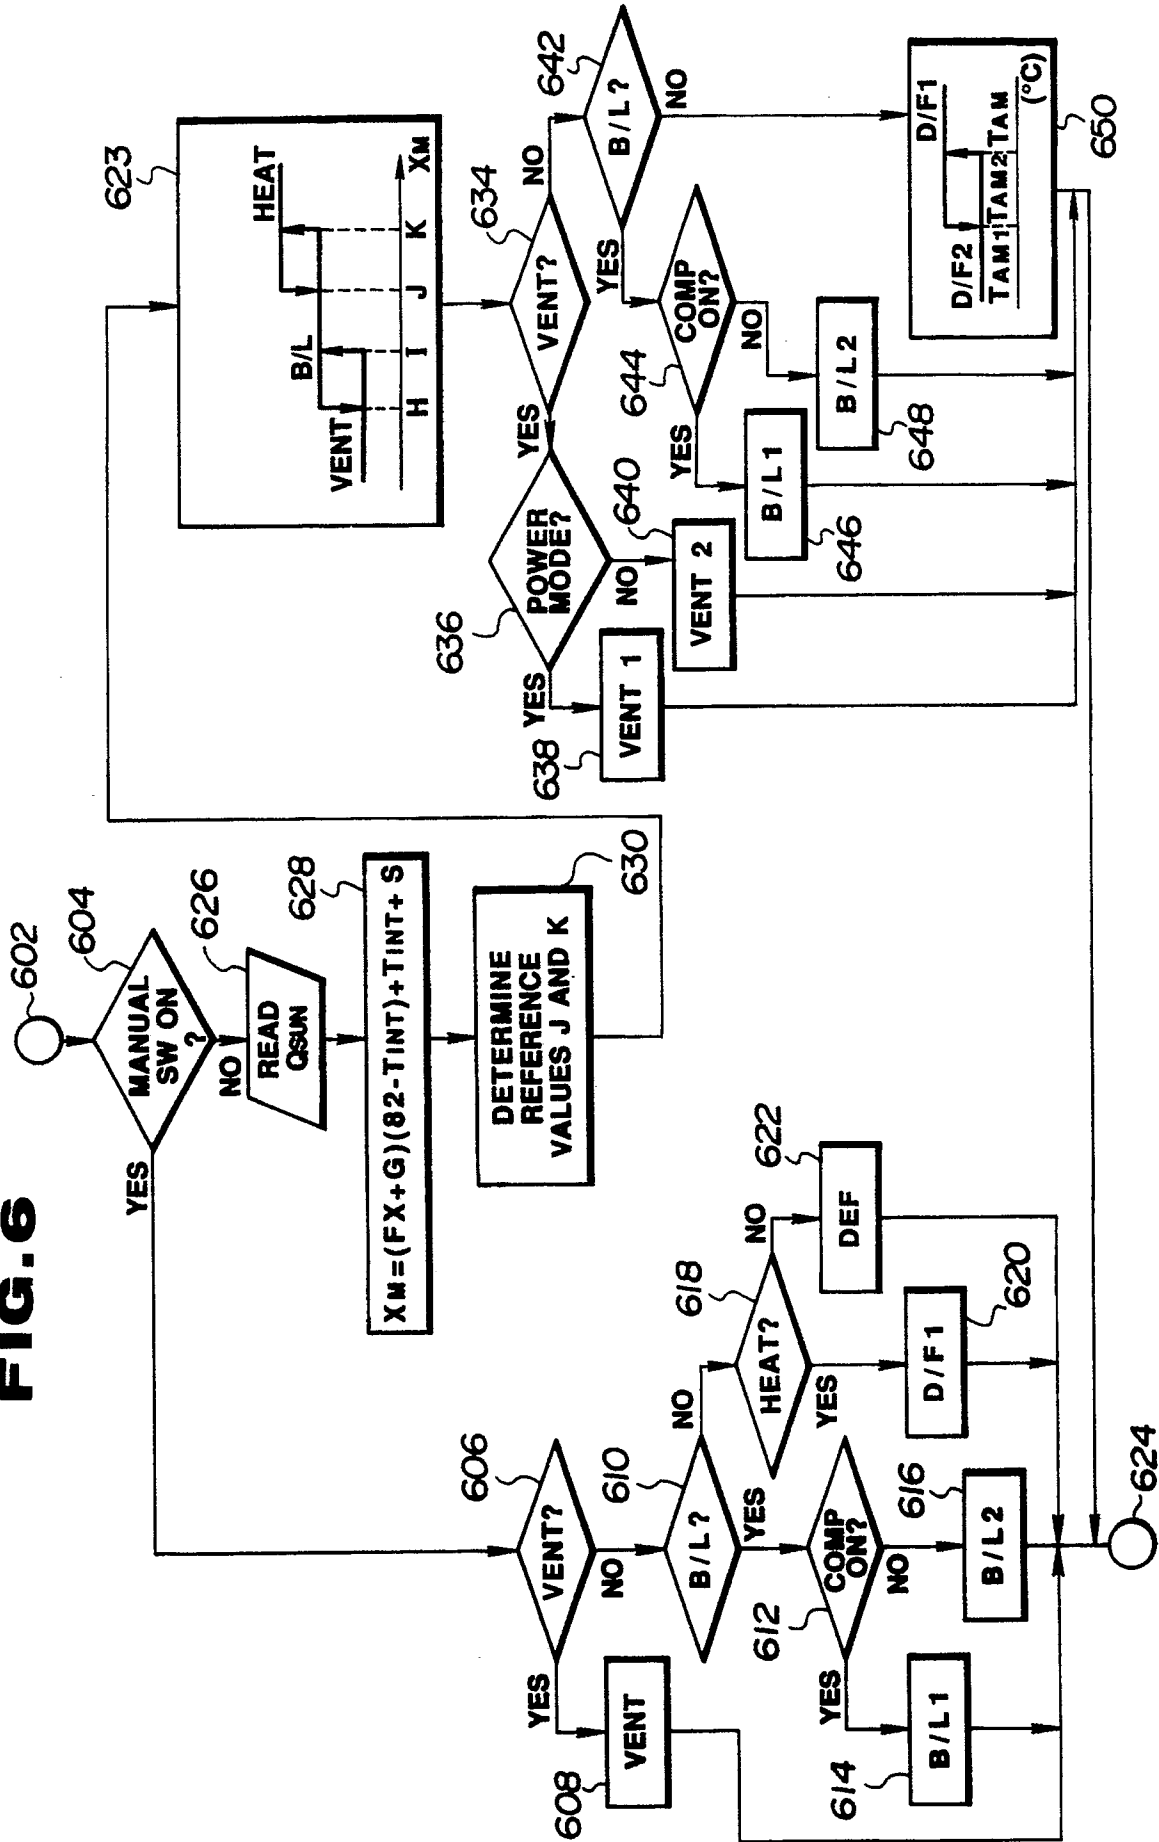 FIG.6
602
604
MANUAL
SW ON
?
YES
NO
626
READ
QSUN
628
XM=(FX+G)(82-TINT)+TINT+S
630
DETERMINE
REFERENCE
VALUES J AND K
606
VENT?
YES
NO
608
VENT
610
B/L?
NO
YES
612
COMP
ON?
YES
NO
614
B/L1
616
B/L2
618
HEAT?
NO
YES
620
D/F1
622
DEF
624
623
HEAT
B/L
VENT
H
I
J
K
XM
634
VENT?
YES
NO
636
POWER
MODE?
YES
NO
638
VENT 1
640
VENT 2
642
B/L?
YES
NO
644
COMP
ON?
YES
NO
646
B/L1
648
B/L2
650
D/F1
D/F2
TAM1 TAM2 TAM
(°C)